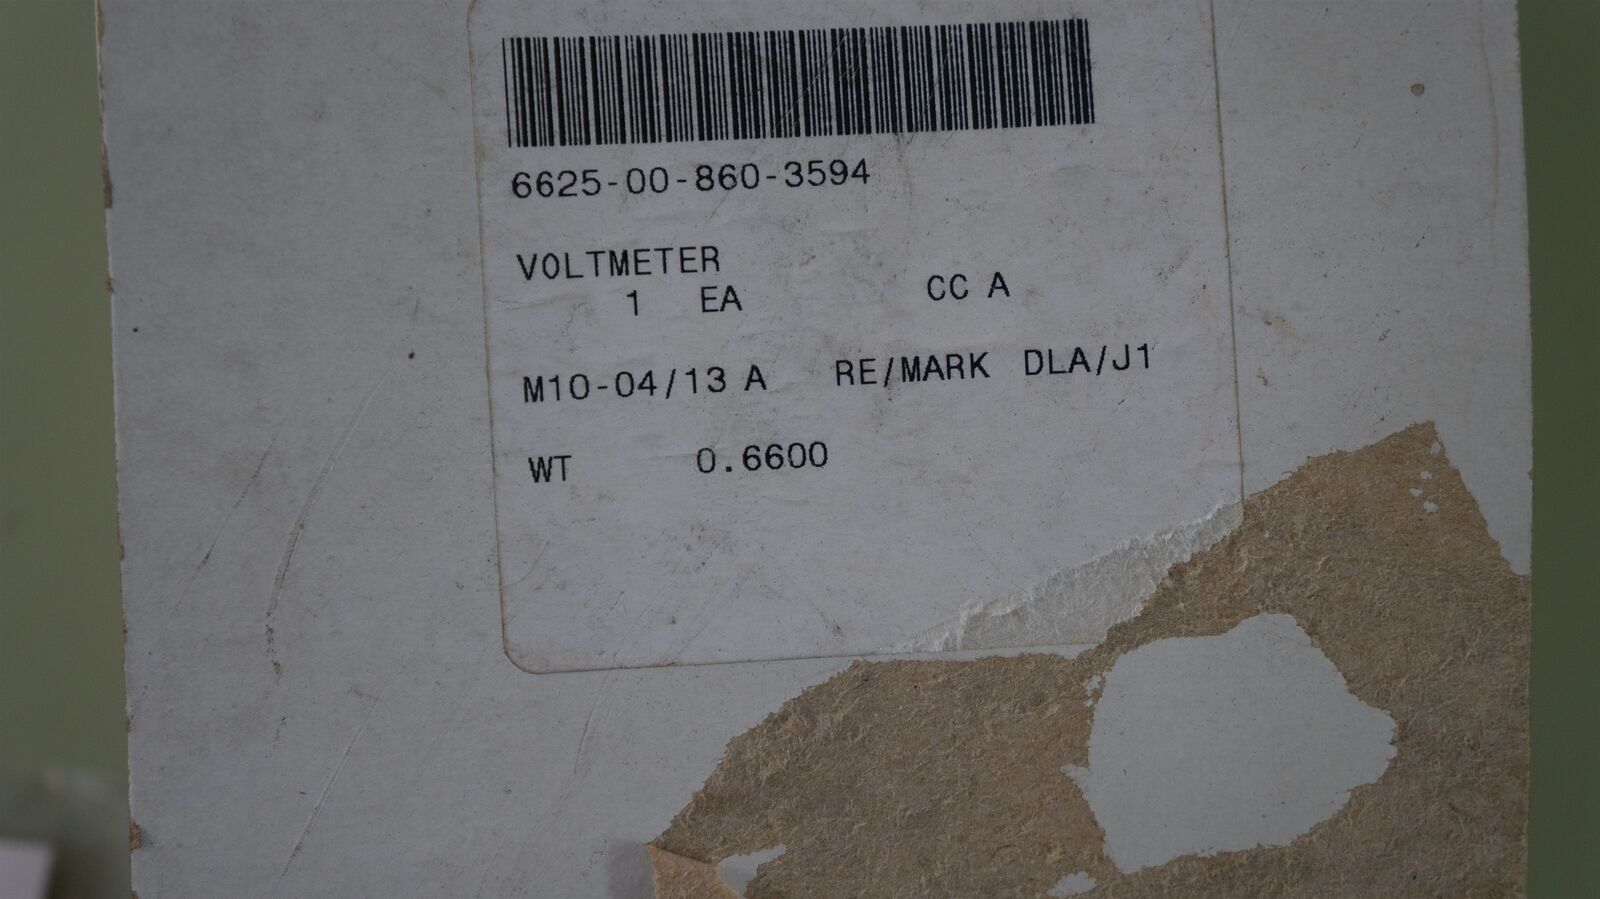 6625-00-860-3594
VOLTMETER
1 EA CC A
M10-04/13 A RE/MARK DLA/J1
WT 0.6600